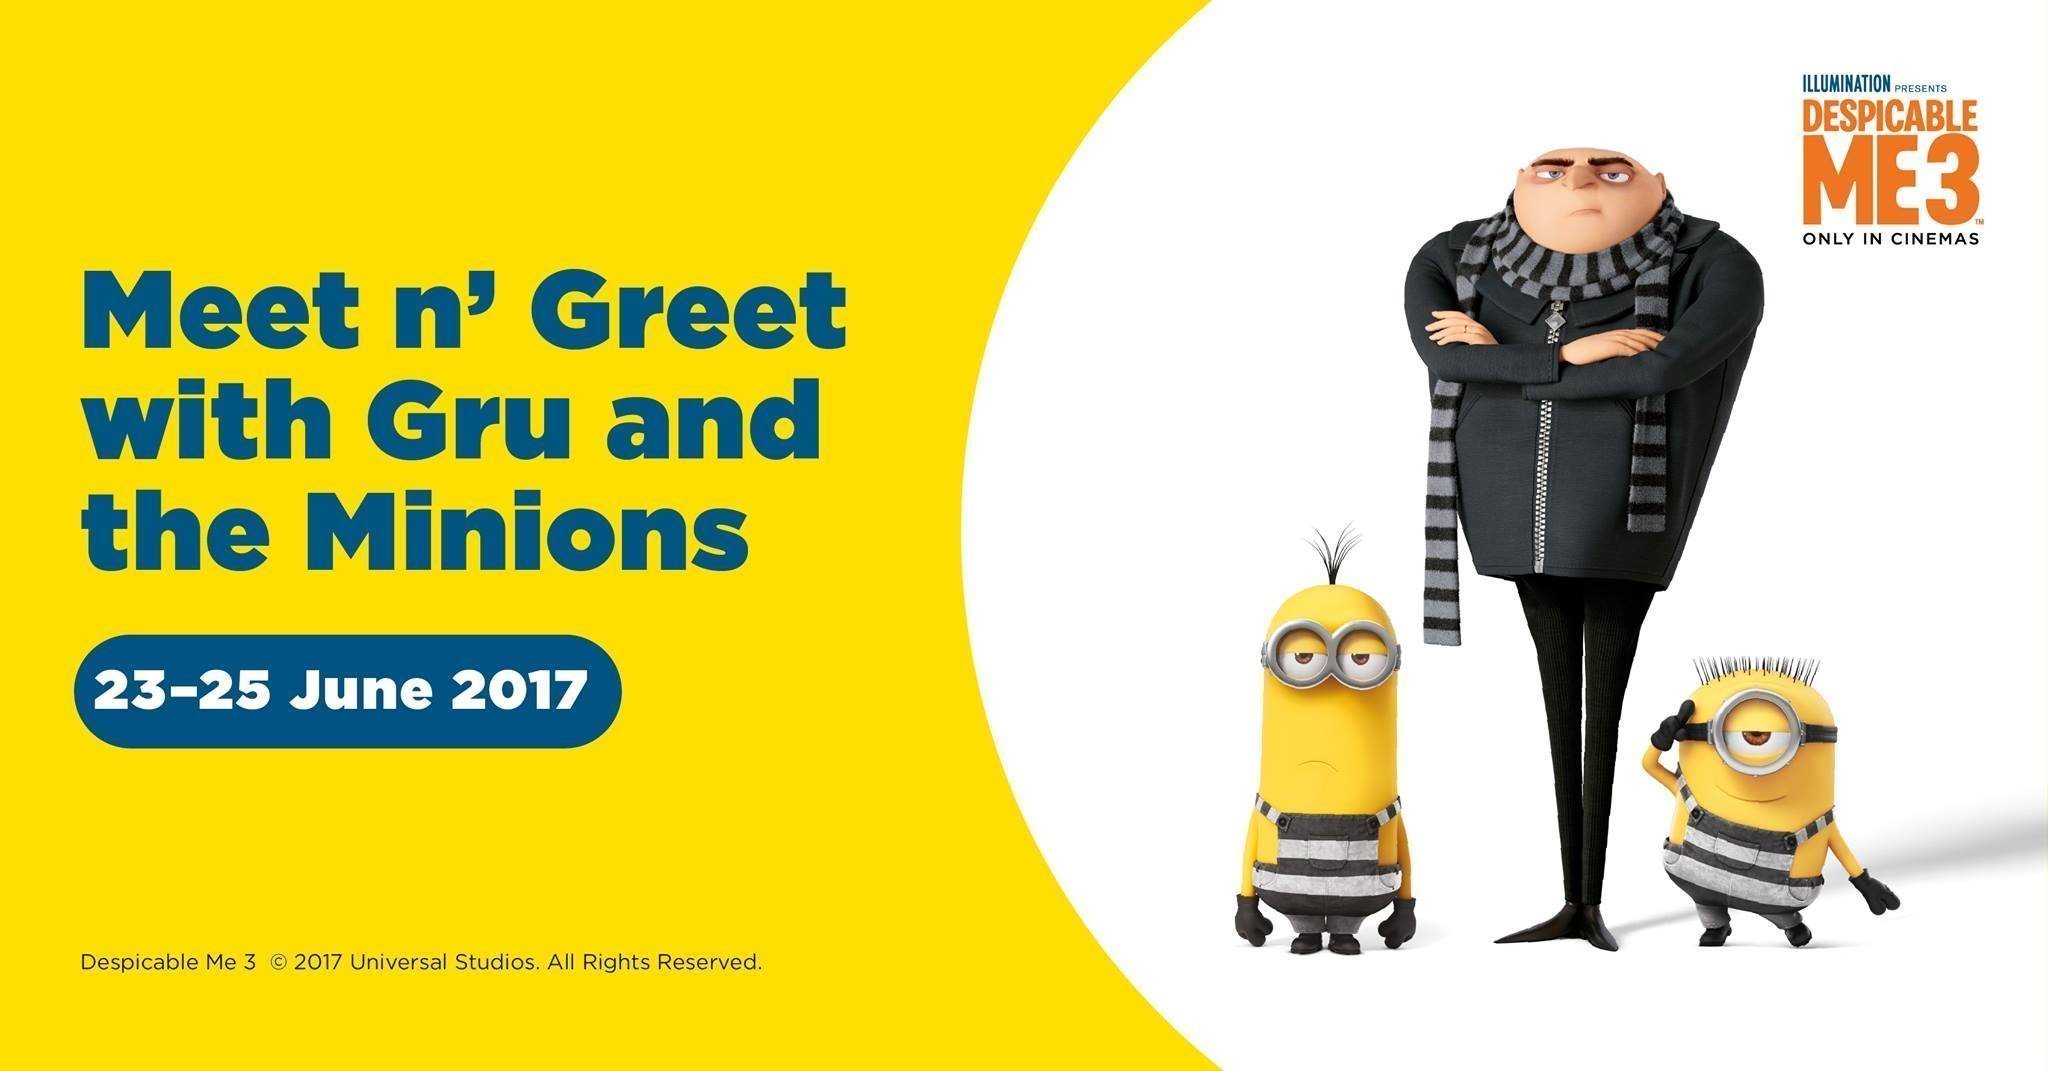 Meet n’ Greet
with Gru and
the Minions
23–25 June 2017
Despicable Me 3 © 2017 Universal Studios. All Rights Reserved.
ILLUMINATION PRESENTS
DESPICABLE
ME 3™
ONLY IN CINEMAS